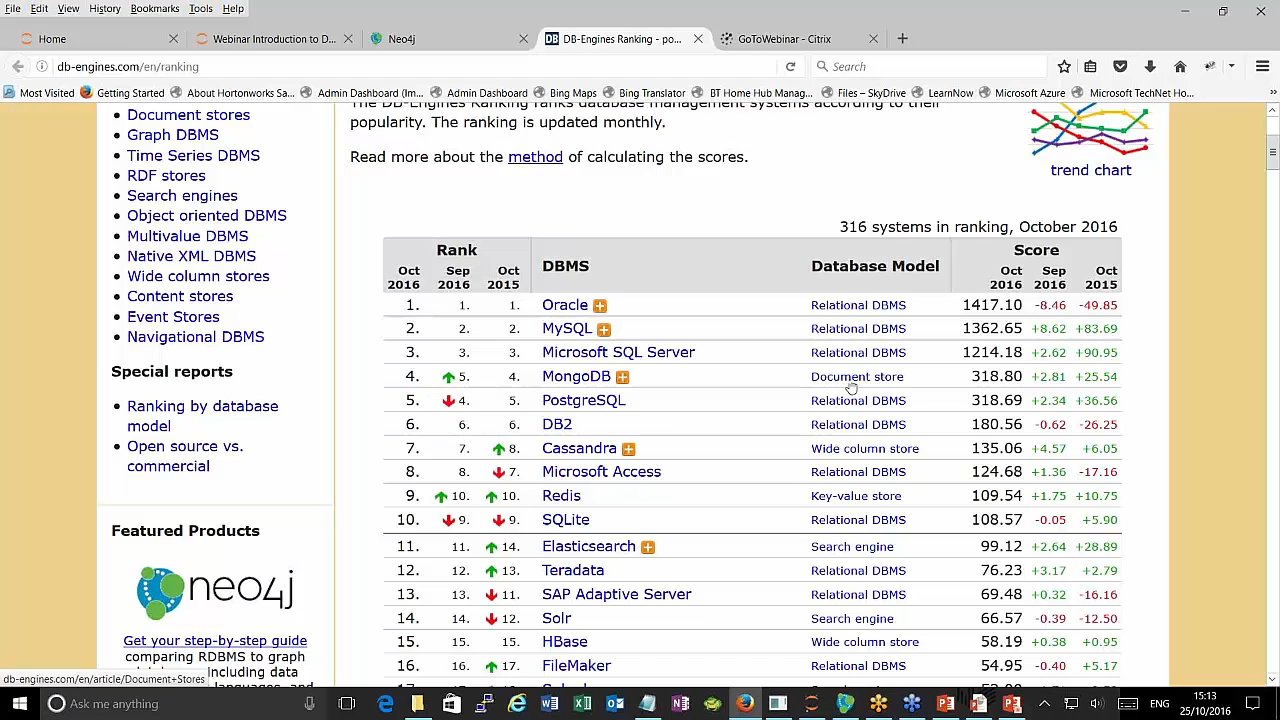 File Edit View History Bookmarks Tools Help
Home Webinar Introduction to D... Neo4j DB-Engines Ranking - po... GoToWebinar - Citrix
db-engines.com/en/ranking Search
Most Visited Getting Started About Hortonworks Sa... Admin Dashboard (Im... Admin Dashboard Bing Maps Bing Translator BT Home Hub Manag... Files – SkyDrive LearnNow Microsoft Azure Microsoft TechNet Ho...
Document stores
Graph DBMS
Time Series DBMS
RDF stores
Search engines
Object oriented DBMS
Multivalue DBMS
Native XML DBMS
Wide column stores
Content stores
Event Stores
Navigational DBMS
Special reports
Ranking by database
model
Open source vs.
commercial
Featured Products
neo4j
Get your step-by-step guide
comparing RDBMS to graph
including data
db-engines.com/en/article/Document+Stores
The DB-Engines Ranking ranks database management systems according to their
popularity. The ranking is updated monthly.
Read more about the method of calculating the scores.
trend chart
316 systems in ranking, October 2016
Rank DBMS Database Model Score
Oct 2016 Sep 2016 Oct 2015 Oct 2016 Sep 2016 Oct 2015
1. 1. 1. Oracle Relational DBMS 1417.10 -8.46 -49.85
2. 2. 2. MySQL Relational DBMS 1362.65 +8.62 +83.69
3. 3. 3. Microsoft SQL Server Relational DBMS 1214.18 +2.62 +90.95
4. 5. 4. MongoDB Document store 318.80 +2.81 +25.54
5. 4. 5. PostgreSQL Relational DBMS 318.69 +2.34 +36.56
6. 6. 6. DB2 Relational DBMS 180.56 -0.62 -26.25
7. 7. 8. Cassandra Wide column store 135.06 +4.57 +6.05
8. 8. 7. Microsoft Access Relational DBMS 124.68 +1.36 -17.16
9. 10. 10. Redis Key-value store 109.54 +1.75 +10.75
10. 9. 9. SQLite Relational DBMS 108.57 -0.05 +5.90
11. 11. 14. Elasticsearch Search engine 99.12 +2.64 +28.89
12. 12. 13. Teradata Relational DBMS 76.23 +3.17 +2.79
13. 13. 11. SAP Adaptive Server Relational DBMS 69.48 +0.32 -16.16
14. 14. 12. Solr Search engine 66.57 -0.39 -12.50
15. 15. 15. HBase Wide column store 58.19 +0.38 +0.95
16. 16. 17. FileMaker Relational DBMS 54.95 -0.40 +5.17
Ask me anything
ENG
15:13
25/10/2016